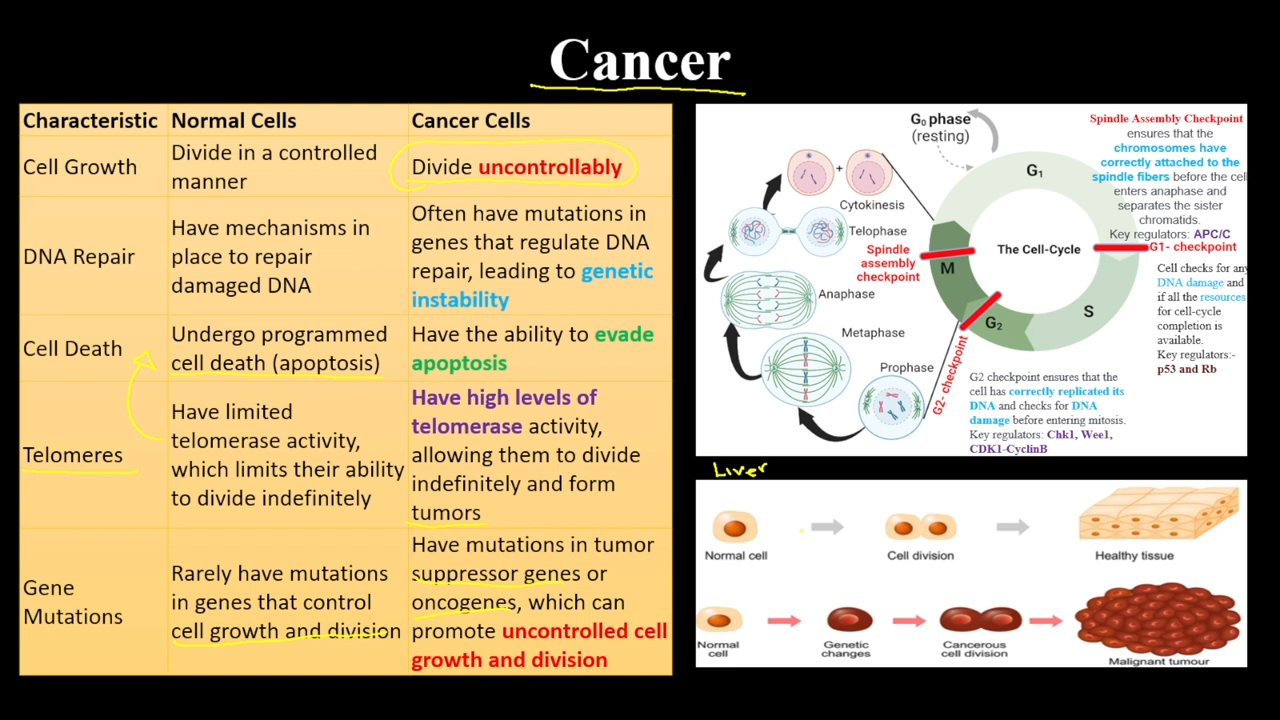 Cancer
Characteristic
Normal Cells
Cancer Cells
Cell Growth
Divide in a controlled
manner
Divide uncontrollably
DNA Repair
Have mechanisms in
place to repair
damaged DNA
Often have mutations in
genes that regulate DNA
repair, leading to genetic
instability
Cell Death
Undergo programmed
cell death (apoptosis)
Have the ability to evade
apoptosis
Telomeres
Have limited
telomerase activity,
which limits their ability
to divide indefinitely
Have high levels of
telomerase activity,
allowing them to divide
indefinitely and form
tumors
Gene
Mutations
Rarely have mutations
in genes that control
cell growth and division
Have mutations in tumor
suppressor genes or
oncogenes, which can
promote uncontrolled cell
growth and division
G₀ phase
(resting)
G₁
S
G₂
M
The Cell-Cycle
+
Cytokinesis
Telophase
Anaphase
Metaphase
Prophase
Spindle
assembly
checkpoint
G2- checkpoint
Spindle Assembly Checkpoint
ensures that the
chromosomes have
correctly attached to the
spindle fibers before the cell
enters anaphase and
separates the sister
chromatids.
Key regulators: APC/C
G1- checkpoint
Cell checks for any
DNA damage and
if all the resources
for cell-cycle
completion is
available.
Key regulators:-
p53 and Rb
G2 checkpoint ensures that the
cell has correctly replicated its
DNA and checks for DNA
damage before entering mitosis.
Key regulators: Chk1, Wee1,
CDK1-CyclinB
Liver
Normal cell
Cell division
Healthy tissue
Normal
cell
Genetic
changes
Cancerous
cell division
Malignant tumour